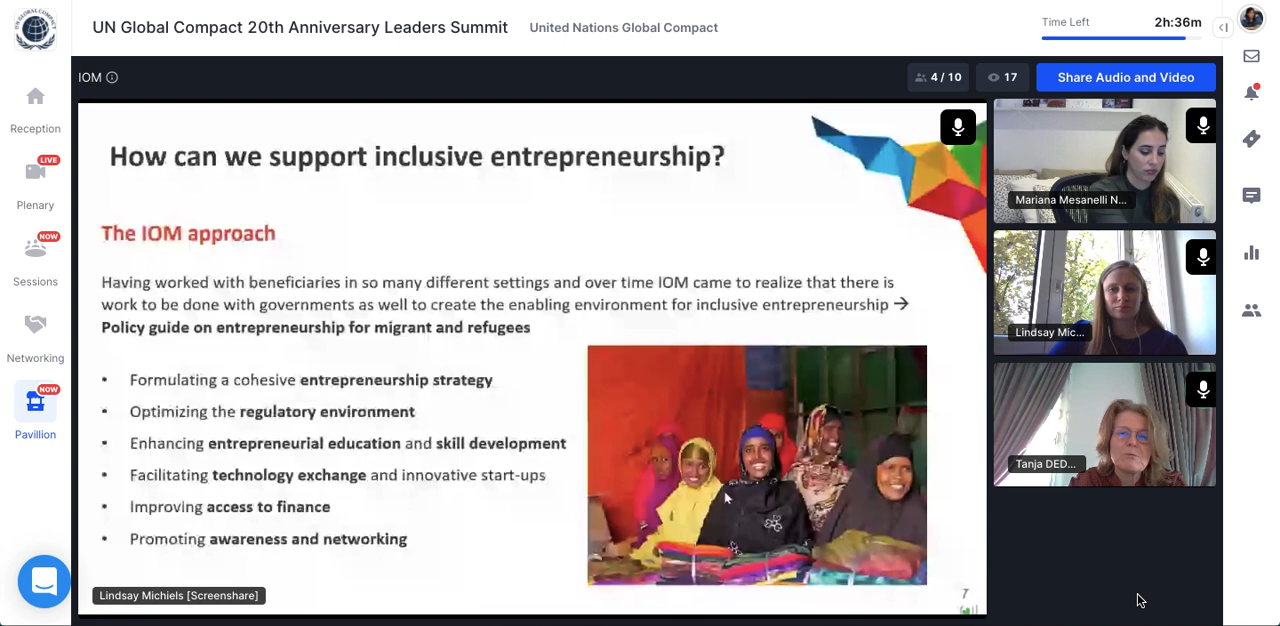 UN Global Compact 20th Anniversary Leaders Summit
United Nations Global Compact
Time Left
2h:36m
IOM
4 / 10
17
Share Audio and Video
Reception
LIVE
Plenary
NOW
Sessions
Networking
NOW
Pavillion
How can we support inclusive entrepreneurship?
The IOM approach
Having worked with beneficiaries in so many different settings and over time IOM came to realize that there is
work to be done with governments as well to create the enabling environment for inclusive entrepreneurship →
Policy guide on entrepreneurship for migrant and refugees
• Formulating a cohesive entrepreneurship strategy
• Optimizing the regulatory environment
• Enhancing entrepreneurial education and skill development
• Facilitating technology exchange and innovative start-ups
• Improving access to finance
• Promoting awareness and networking
7
Lindsay Michiels [Screenshare]
Mariana Mesanelli N...
Lindsay Mic...
Tanja DED...